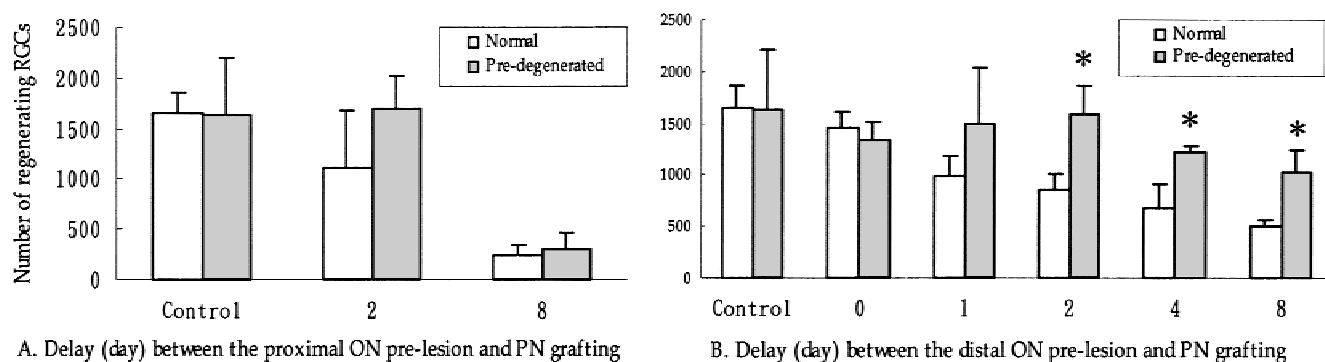 Number of regenerating RGCs
2500
2000
1500
1000
500
0
Normal
Pre-degenerated
Control 2 8
A. Delay (day) between the proximal ON pre-lesion and PN grafting
2500
2000
1500
1000
500
0
Normal
Pre-degenerated
*
*
*
Control 0 1 2 4 8
B. Delay (day) between the distal ON pre-lesion and PN grafting